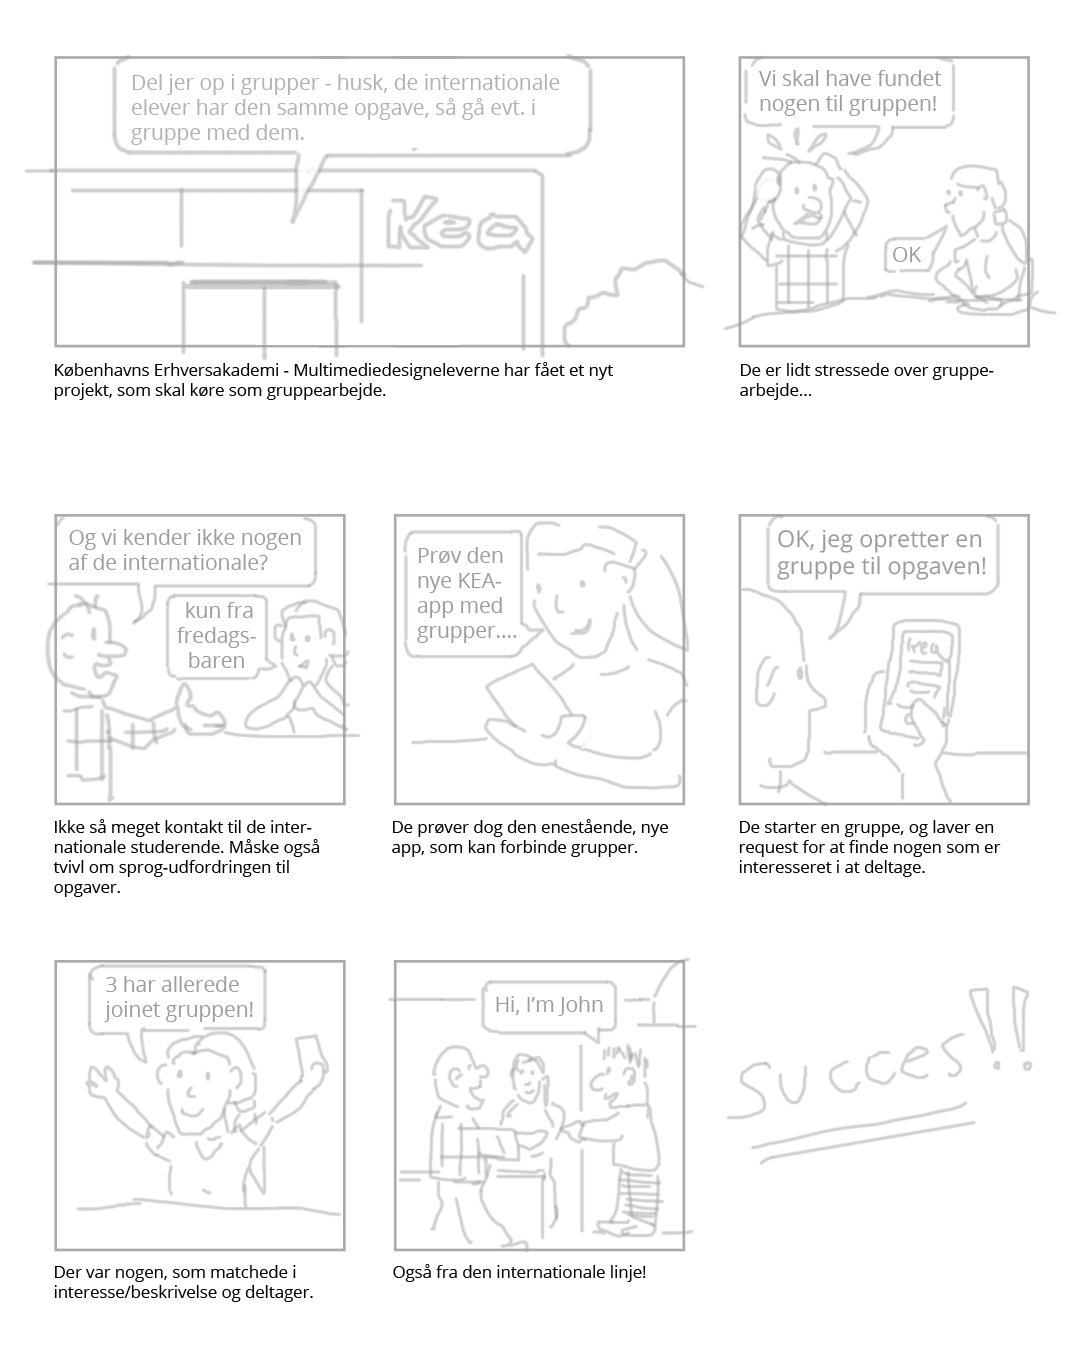 Del jer op i grupper - husk, de internationale
elever har den samme opgave, så gå evt. i
gruppe med dem.
Kea
Københavns Erhversakademi - Multimediedesigneleverne har fået et nyt
projekt, som skal køre som gruppearbejde.
Vi skal have fundet
nogen til gruppen!
OK
De er lidt stressede over gruppe-
arbejde...
Og vi kender ikke nogen
af de internationale?
kun fra
fredags-
baren
Ikke så meget kontakt til de inter-
nationale studerende. Måske også
tvivl om sprog-udfordringen til
opgaver.
Prøv den
nye KEA-
app med
grupper....
De prøver dog den enestående, nye
app, som kan forbinde grupper.
OK, jeg opretter en
gruppe til opgaven!
kea
De starter en gruppe, og laver en
request for at finde nogen som er
interesseret i at deltage.
3 har allerede
joinet gruppen!
Der var nogen, som matchede i
interesse/beskrivelse og deltager.
Hi, I’m John
Også fra den internationale linje!
succes!!